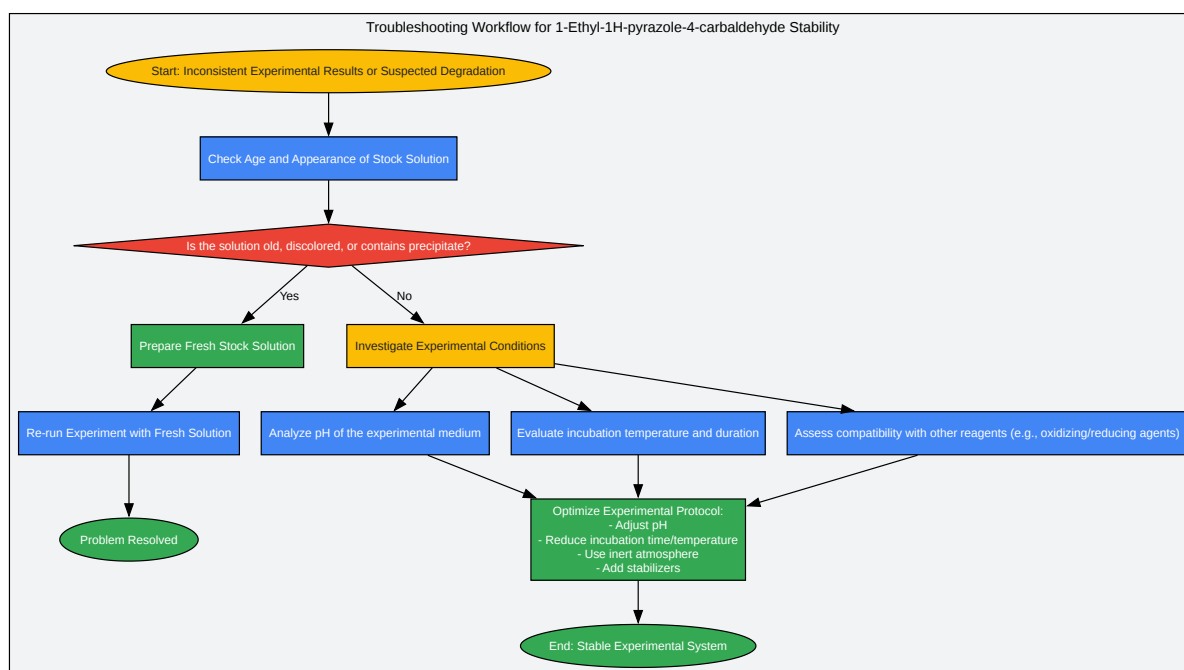 Troubleshooting Workflow for 1-Ethyl-1H-pyrazole-4-carbaldehyde Stability
Start: Inconsistent Experimental Results or Suspected Degradation
Check Age and Appearance of Stock Solution
Is the solution old, discolored, or contains precipitate?
Yes
No
Prepare Fresh Stock Solution
Investigate Experimental Conditions
Re-run Experiment with Fresh Solution
Analyze pH of the experimental medium
Evaluate incubation temperature and duration
Assess compatibility with other reagents (e.g., oxidizing/reducing agents)
Problem Resolved
Optimize Experimental Protocol:
- Adjust pH
- Reduce incubation time/temperature
- Use inert atmosphere
- Add stabilizers
End: Stable Experimental System